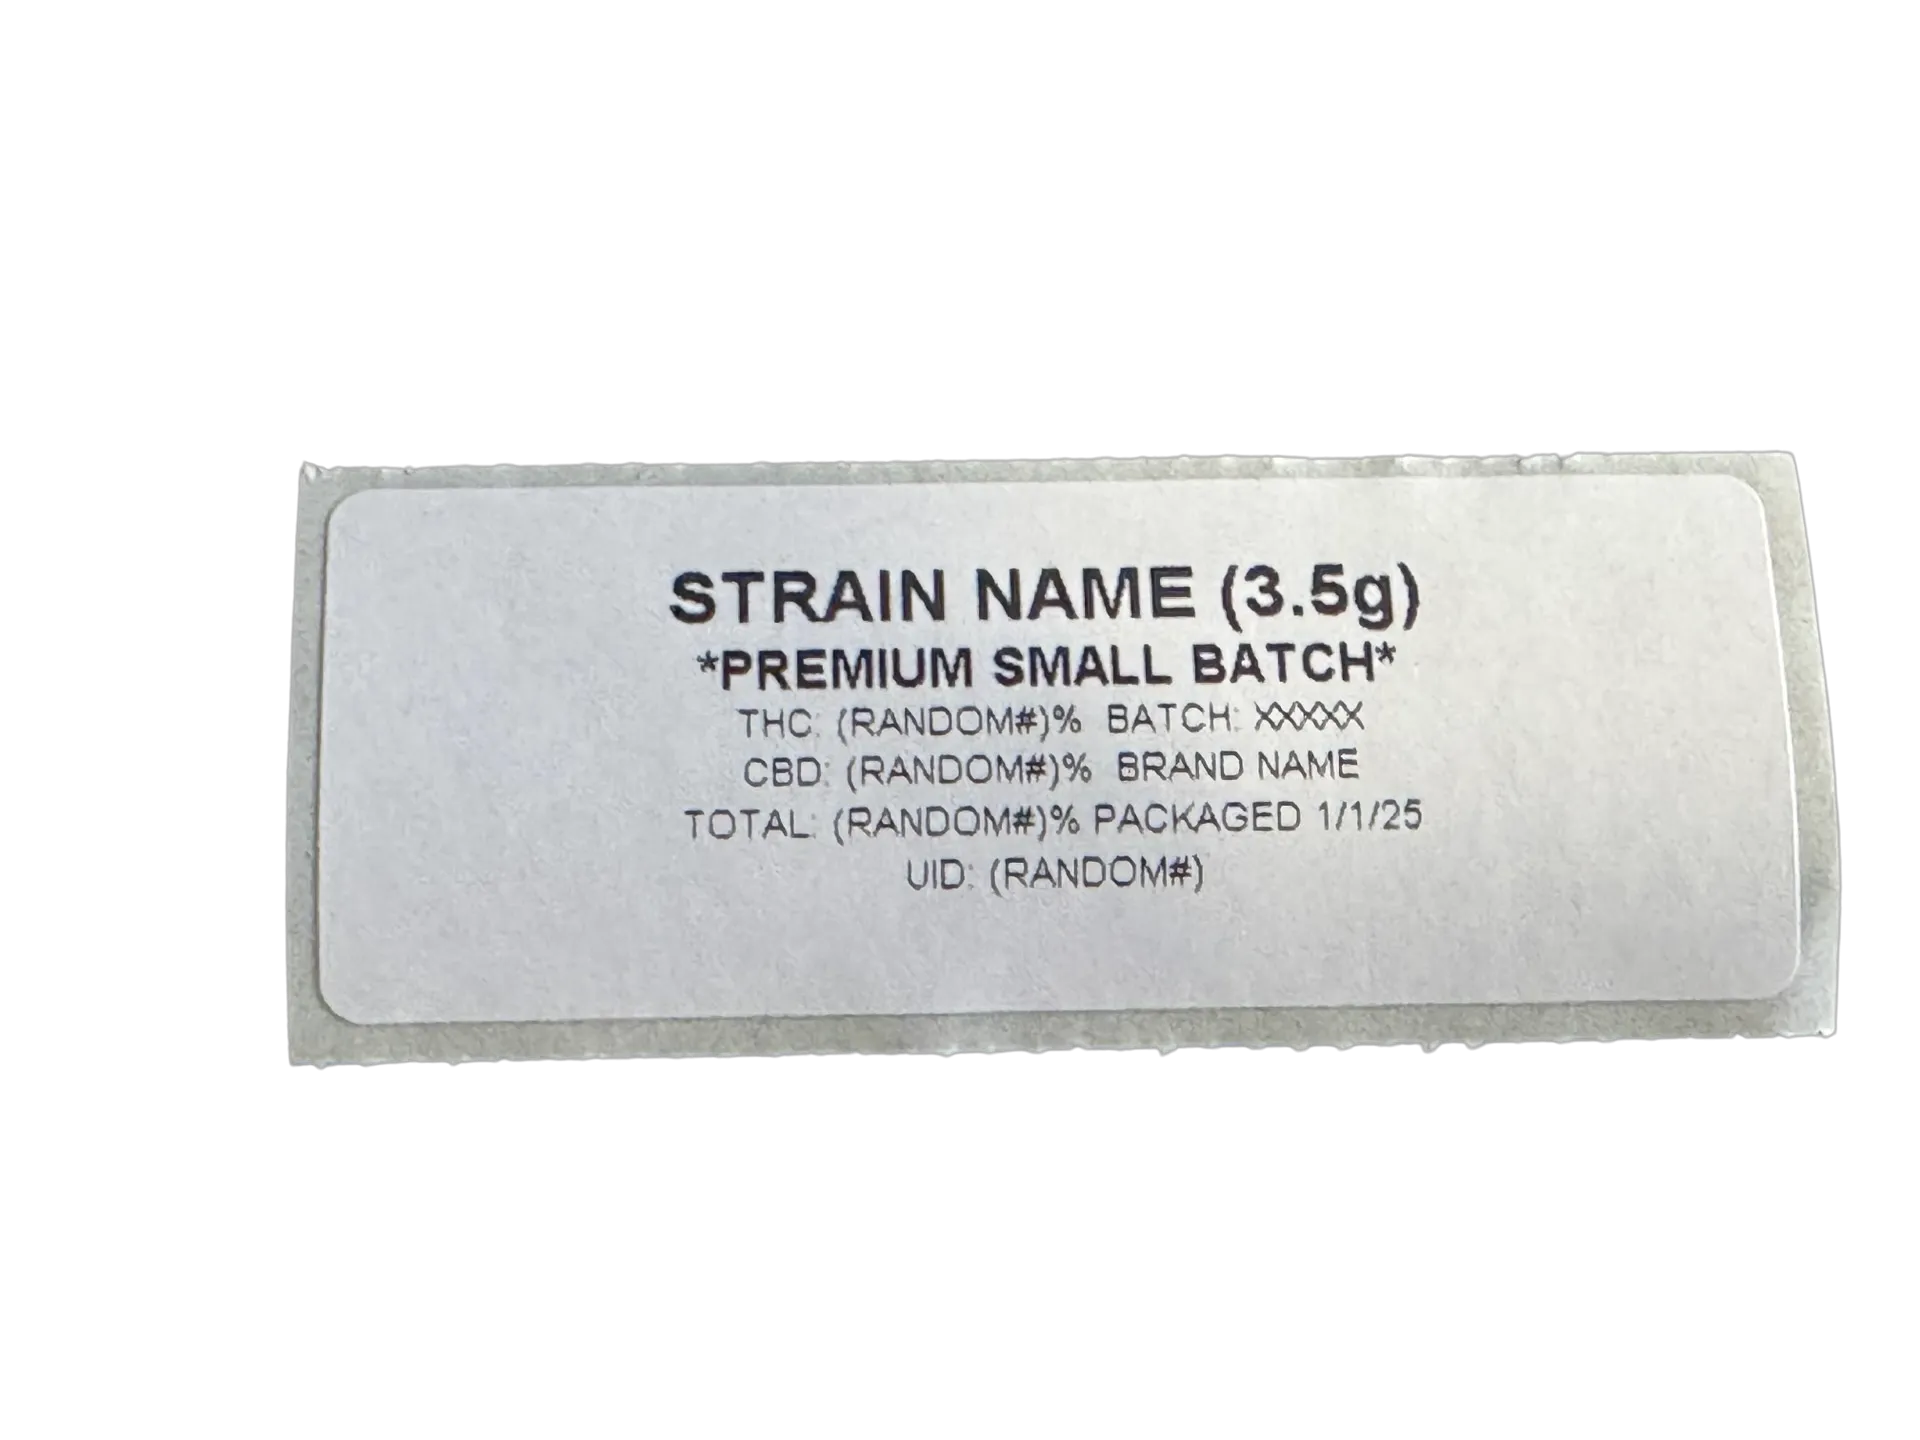 STRAIN NAME (3.5g)
*PREMIUM SMALL BATCH*
THC: (RANDOM#)% BATCH: XXXXX
CBD: (RANDOM#)% BRAND NAME
TOTAL: (RANDOM#)% PACKAGED 1/1/25
UID: (RANDOM#)